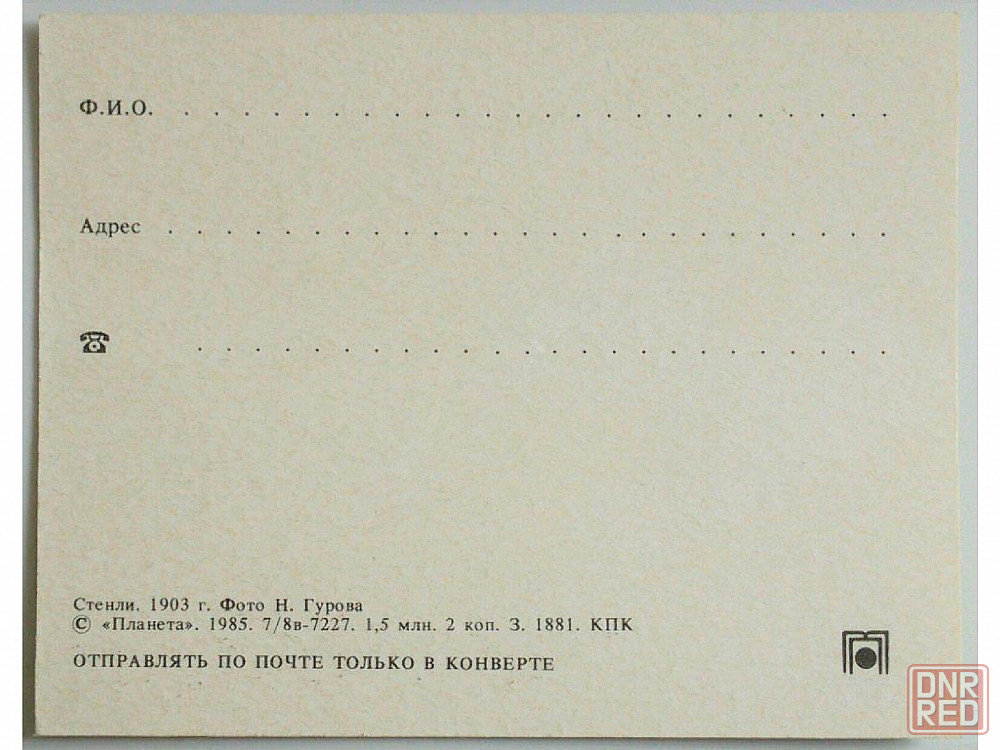 Ф.И.О. . . . . . . . . . . . . . . . . . . . . . . . .
Адрес . . . . . . . . . . . . . . . . . . . . . . . . . .
☎ . . . . . . . . . . . . . . . . . . . . . . . .
Стенли. 1903 г. Фото Н. Гурова
© «Планета». 1985. 7/8в-7227. 1,5 млн. 2 коп. З. 1881. КПК
ОТПРАВЛЯТЬ ПО ПОЧТЕ ТОЛЬКО В КОНВЕРТЕ
DNR
RED